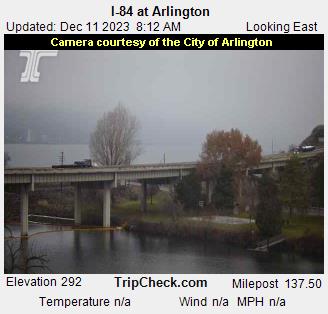 I-84 at Arlington
Updated: Dec 11 2023 8:12 AM Looking East
Camera courtesy of the City of Arlington
Elevation 292 TripCheck.com Milepost 137.50
Temperature n/a Wind n/a MPH n/a